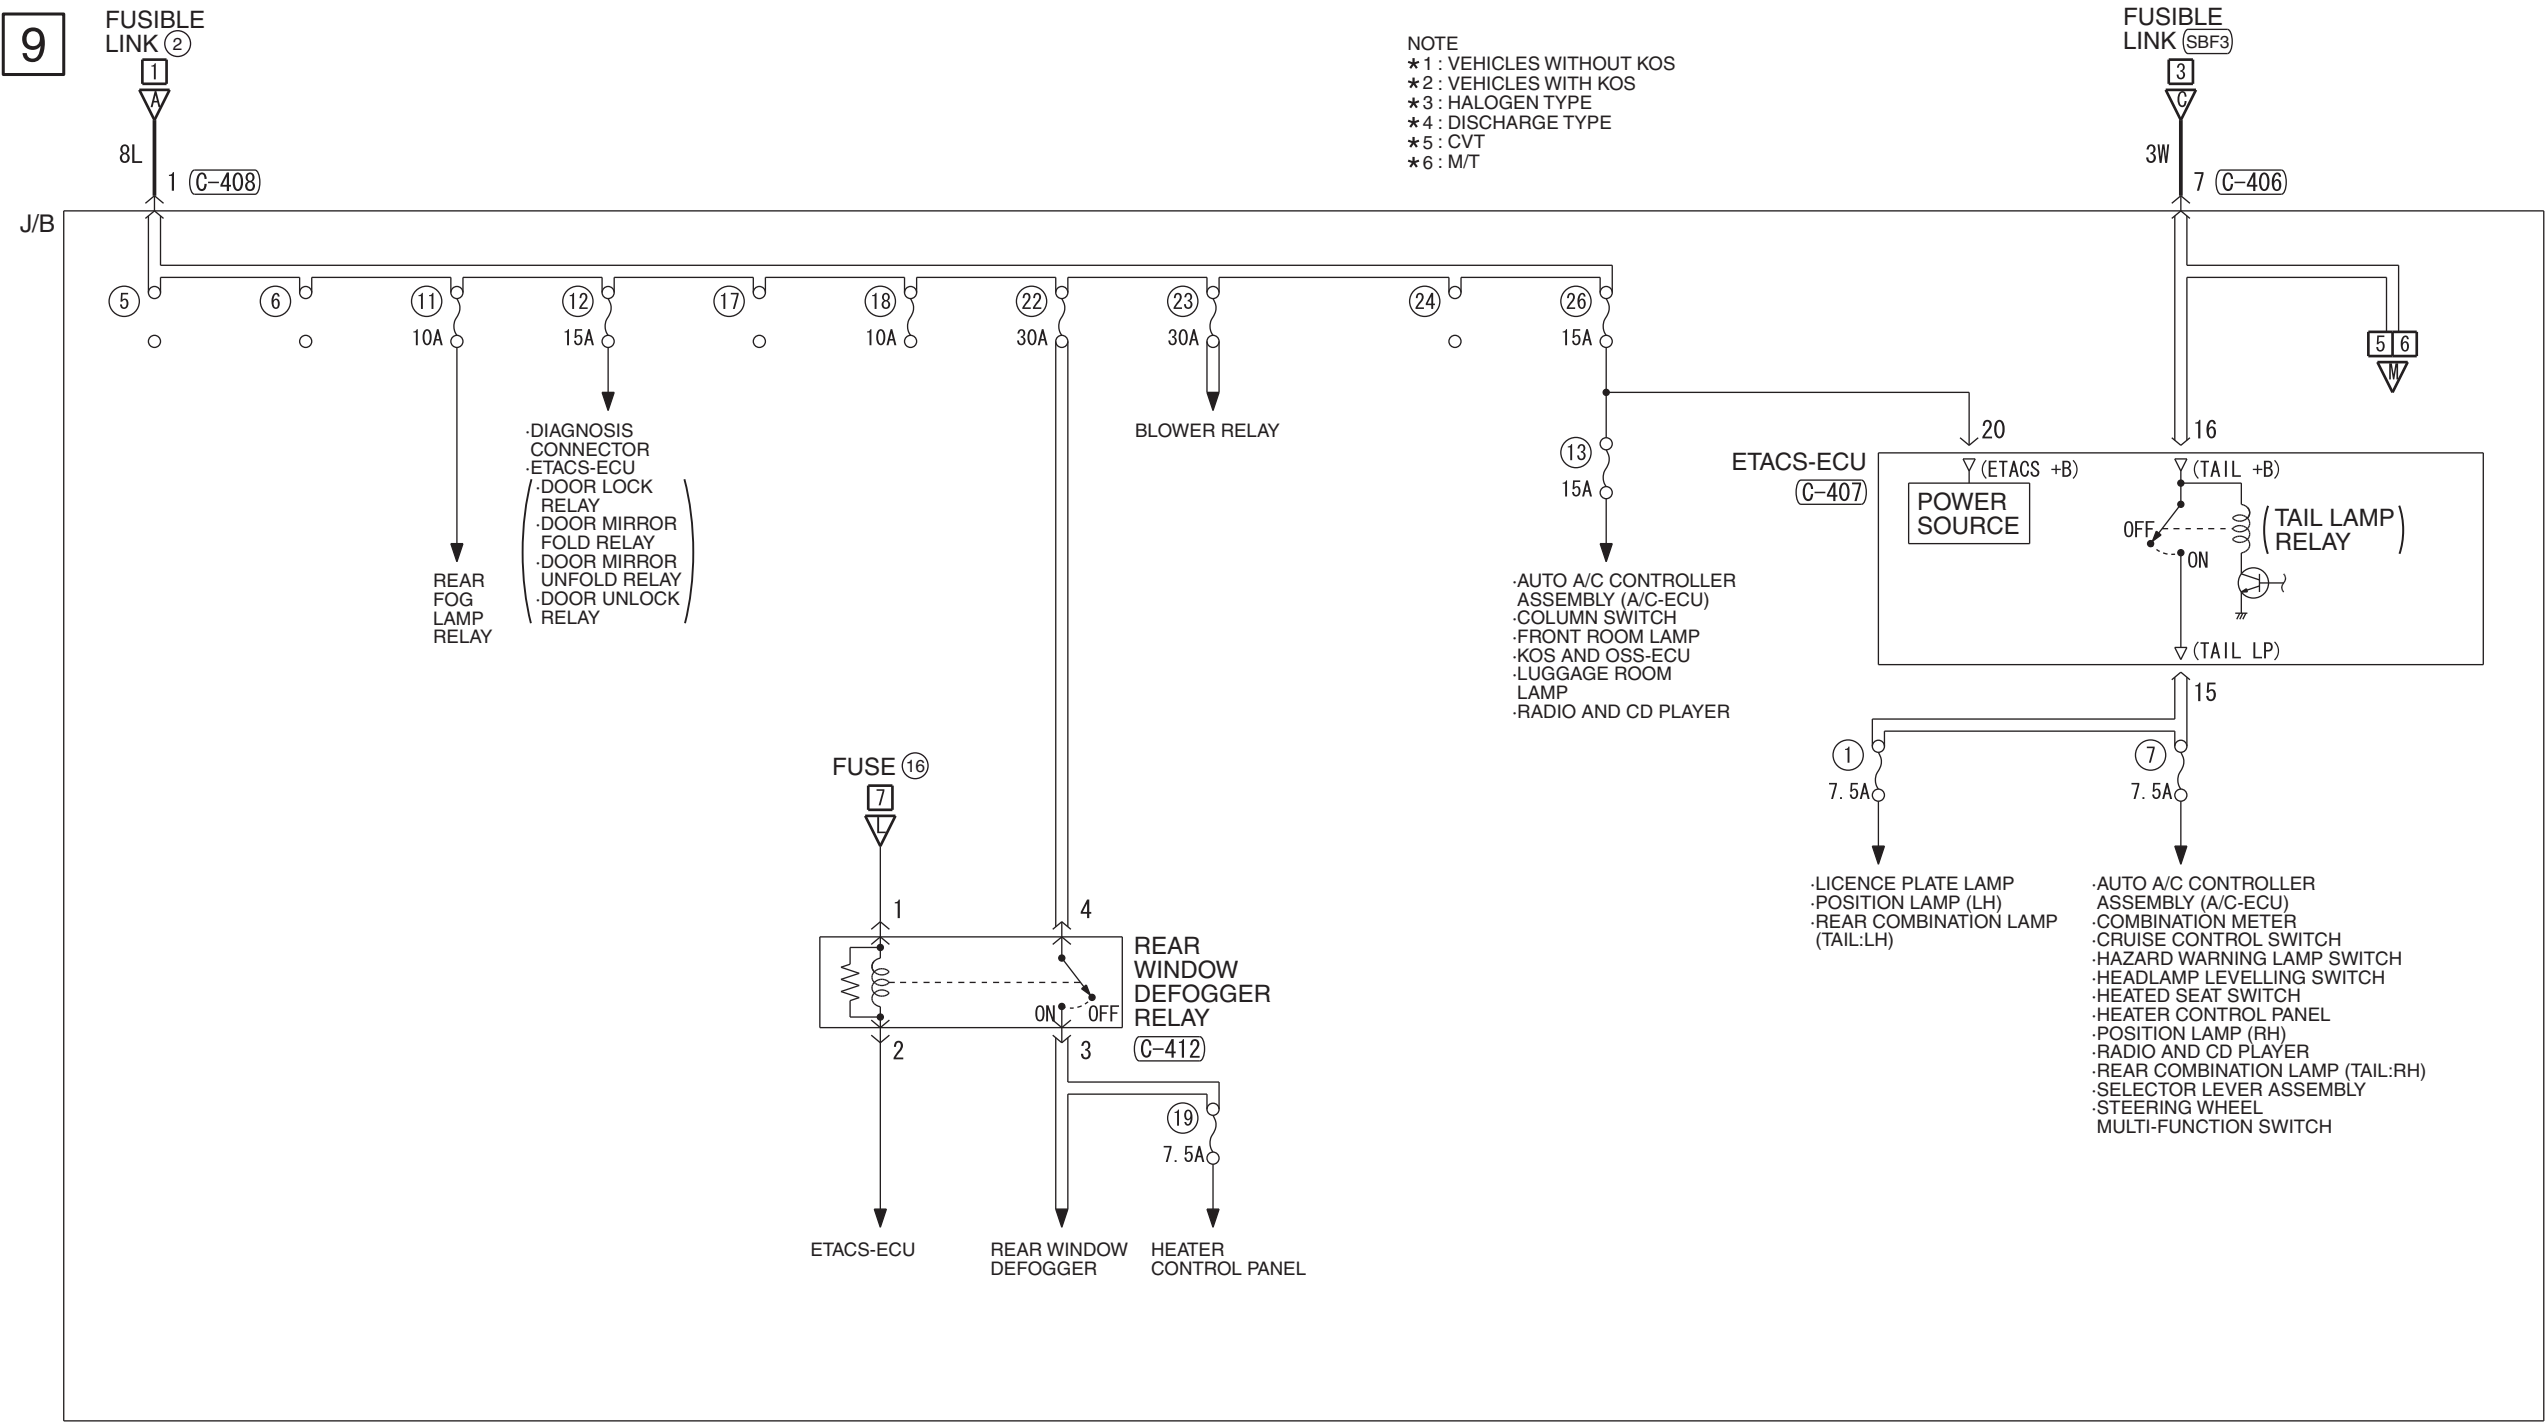 9
FUSIBLE
LINK 2
1
A
8L
1 C-408
NOTE
*1 : VEHICLES WITHOUT KOS
*2 : VEHICLES WITH KOS
*3 : HALOGEN TYPE
*4 : DISCHARGE TYPE
*5 : CVT
*6 : M/T
FUSIBLE
LINK SBF3
3
C
3W
7 C-406
J/B
5
6
11
10A
12
15A
17
18
10A
22
30A
23
30A
24
26
15A
5 6
M
REAR
FOG
LAMP
RELAY
·DIAGNOSIS
CONNECTOR
·ETACS-ECU
·DOOR LOCK
RELAY
·DOOR MIRROR
FOLD RELAY
·DOOR MIRROR
UNFOLD RELAY
·DOOR UNLOCK
RELAY
BLOWER RELAY
13
15A
·AUTO A/C CONTROLLER
ASSEMBLY (A/C-ECU)
·COLUMN SWITCH
·FRONT ROOM LAMP
·KOS AND OSS-ECU
·LUGGAGE ROOM
LAMP
·RADIO AND CD PLAYER
ETACS-ECU
C-407
20
16
(ETACS +B)
(TAIL +B)
POWER
SOURCE
OFF
ON
(TAIL LAMP
RELAY)
(TAIL LP)
15
1
7.5A
7
7.5A
·LICENCE PLATE LAMP
·POSITION LAMP (LH)
·REAR COMBINATION LAMP
(TAIL:LH)
·AUTO A/C CONTROLLER
ASSEMBLY (A/C-ECU)
·COMBINATION METER
·CRUISE CONTROL SWITCH
·HAZARD WARNING LAMP SWITCH
·HEADLAMP LEVELLING SWITCH
·HEATED SEAT SWITCH
·HEATER CONTROL PANEL
·POSITION LAMP (RH)
·RADIO AND CD PLAYER
·REAR COMBINATION LAMP (TAIL:RH)
·SELECTOR LEVER ASSEMBLY
·STEERING WHEEL
MULTI-FUNCTION SWITCH
FUSE 16
7
L
1
4
ON
OFF
REAR
WINDOW
DEFOGGER
RELAY
C-412
2
3
19
7.5A
ETACS-ECU
REAR WINDOW
DEFOGGER
HEATER
CONTROL PANEL